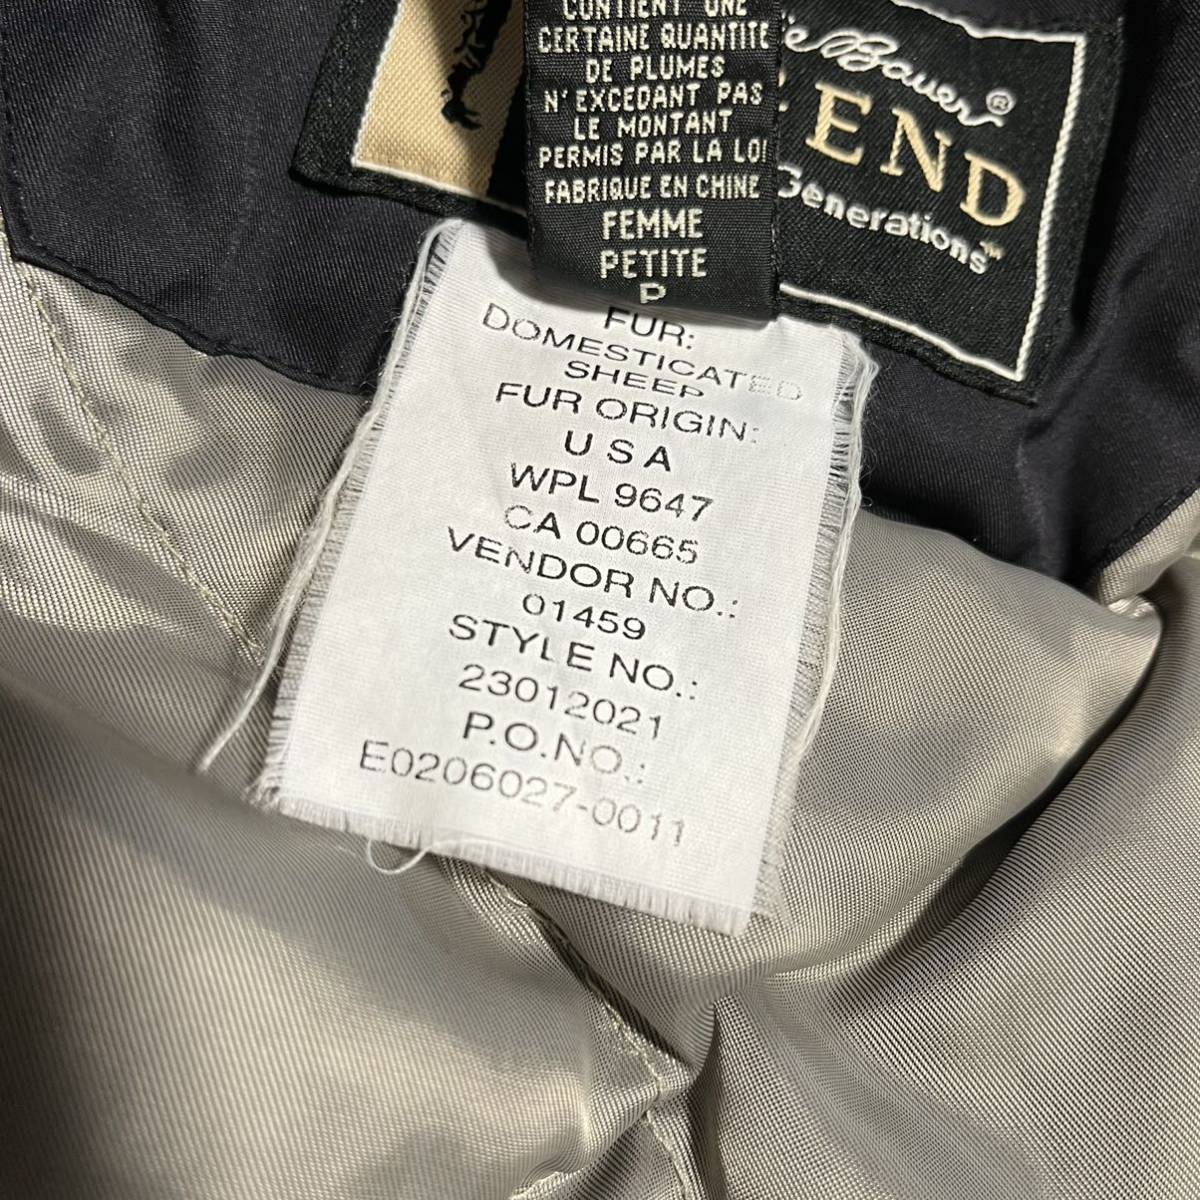 CONTIENT UNE
CERTAINE QUANTITE
DE PLUMES
N'EXCEDANT PAS
LE MONTANT
PERMIS PAR LA LOI
FABRIQUE EN CHINE
FEMME
PETITE
P
Bauer®
END
Generations™
FUR:
DOMESTICATED
SHEEP
FUR ORIGIN:
U S A
WPL 9647
CA 00665
VENDOR NO.:
01459
STYLE NO.:
23012021
P.O.NO.:
E0206027-0011